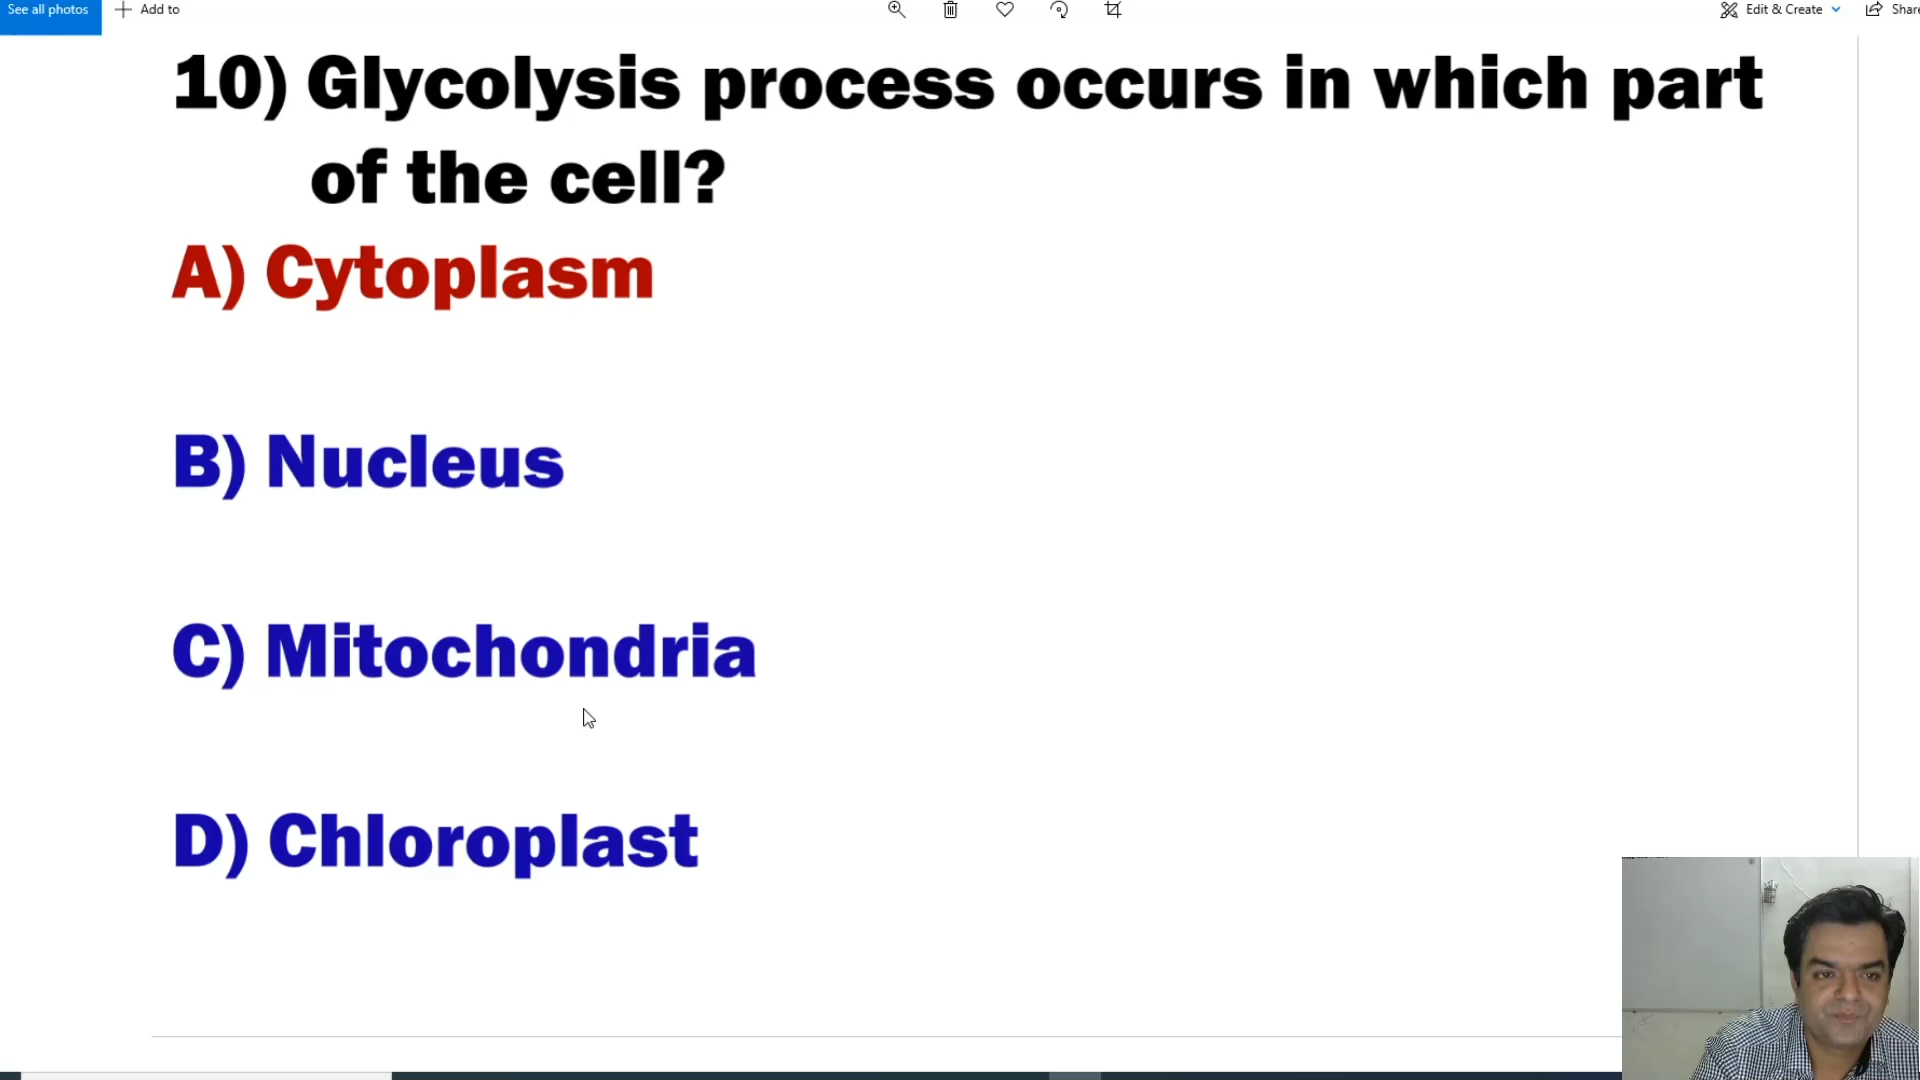 See all photos
Add to
Edit & Create
Share
10) Glycolysis process occurs in which part
of the cell?
A) Cytoplasm
B) Nucleus
C) Mitochondria
D) Chloroplast